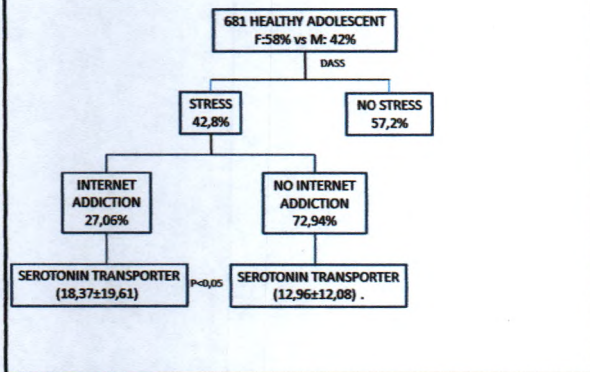 681 HEALTHY ADOLESCENT
F:58% vs M: 42%
DASS
STRESS
42,8%
NO STRESS
57,2%
INTERNET
ADDICTION
27,06%
NO INTERNET
ADDICTION
72,94%
SEROTONIN TRANSPORTER
(18,37±19,61)
P<0,05
SEROTONIN TRANSPORTER
(12,96±12,08) .